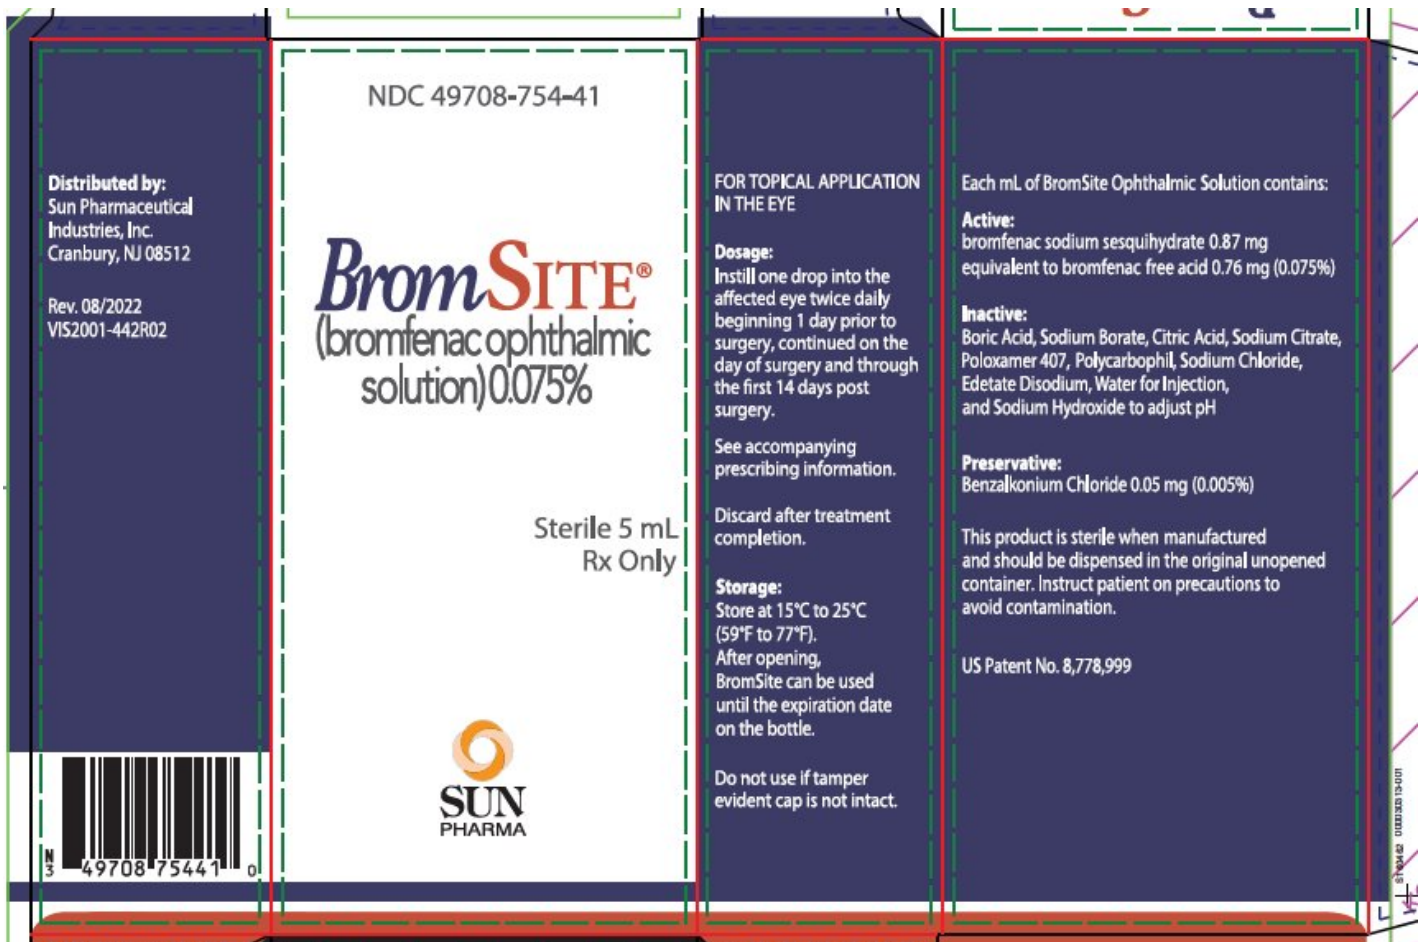 Distributed by:
Sun Pharmaceutical
Industries, Inc.
Cranbury, NJ 08512
Rev. 08/2022
VIS2001-442R02
N
3
49708 75441 0
NDC 49708-754-41
BromSITE®
(bromfenac ophthalmic
solution) 0.075%
Sterile 5 mL
Rx Only
SUN
PHARMA
FOR TOPICAL APPLICATION
IN THE EYE
Dosage:
Instill one drop into the
affected eye twice daily
beginning 1 day prior to
surgery, continued on the
day of surgery and through
the first 14 days post
surgery.
See accompanying
prescribing information.
Discard after treatment
completion.
Storage:
Store at 15°C to 25°C
(59°F to 77°F).
After opening,
BromSite can be used
until the expiration date
on the bottle.
Do not use if tamper
evident cap is not intact.
Each mL of BromSite Ophthalmic Solution contains:
Active:
bromfenac sodium sesquihydrate 0.87 mg
equivalent to bromfenac free acid 0.76 mg (0.075%)
Inactive:
Boric Acid, Sodium Borate, Citric Acid, Sodium Citrate,
Poloxamer 407, Polycarbophil, Sodium Chloride,
Edetate Disodium, Water for Injection,
and Sodium Hydroxide to adjust pH
Preservative:
Benzalkonium Chloride 0.05 mg (0.005%)
This product is sterile when manufactured
and should be dispensed in the original unopened
container. Instruct patient on precautions to
avoid contamination.
US Patent No. 8,778,999